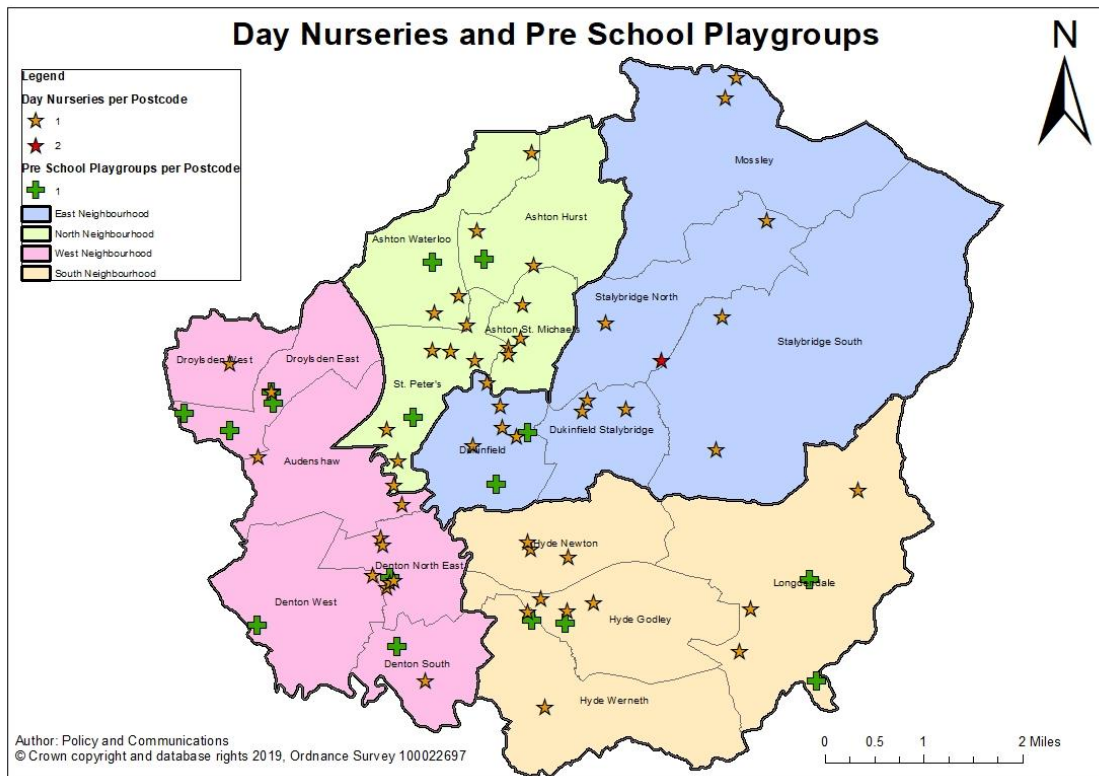 Day Nurseries and Pre School Playgroups
N
Legend
Day Nurseries per Postcode
1
2
Pre School Playgroups per Postcode
1
East Neighbourhood
North Neighbourhood
West Neighbourhood
South Neighbourhood
Mossley
Ashton Hurst
Ashton Waterloo
Stalybridge North
Ashton St. Michael's
Stalybridge South
Droylsden West
Droylsden East
St. Peter's
Dukinfield Stalybridge
Dukinfield
Audenshaw
Hyde Newton
Denton North East
Longdendale
Denton West
Hyde Godley
Denton South
Hyde Werneth
Author: Policy and Communications
© Crown copyright and database rights 2019, Ordnance Survey 100022697
0 0.5 1 2 Miles